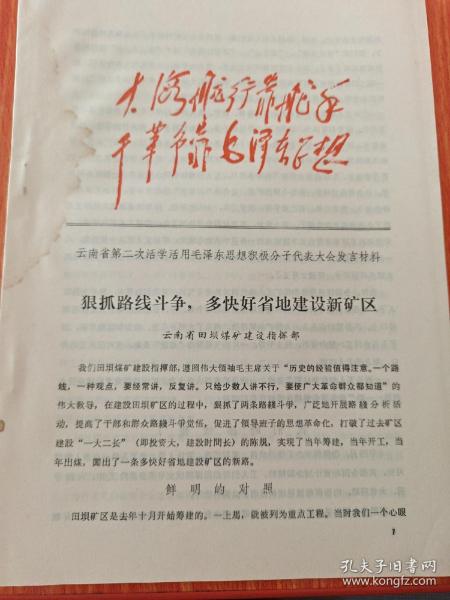 大海航行靠舵手
干革命靠毛泽东思想
云南省第二次活学活用毛泽东思想积极分子代表大会发言材料
狠抓路线斗争，多快好省地建设新矿区
云南省田坝煤矿建设指挥部
我们田坝煤矿建设指挥部，遵照伟大领袖毛主席关于“历史的经验值得注意。一个路
线，一种观点，要经常讲，反复讲。只给少数人讲不行，要使广大革命群众都知道”的
伟大教导，在建设田坝矿区的过程中，狠抓了两条路线斗争，广泛地开展路线分析活
动，提高了干部和群众路线斗争觉悟，促进了领导班子的思想革命化，打破了过去矿区
建设“一大二长”（即投资大，建设时间长）的陈规，实现了当年筹建，当年开工，当
年出煤，闯出了一条多快好省地建设矿区的新路。
鲜明的对照
田坝矿区是去年十月开始筹建的。一上马，就被列为重点工程。当时我们一个心眼
1
孔夫子旧书网
kongfz.com